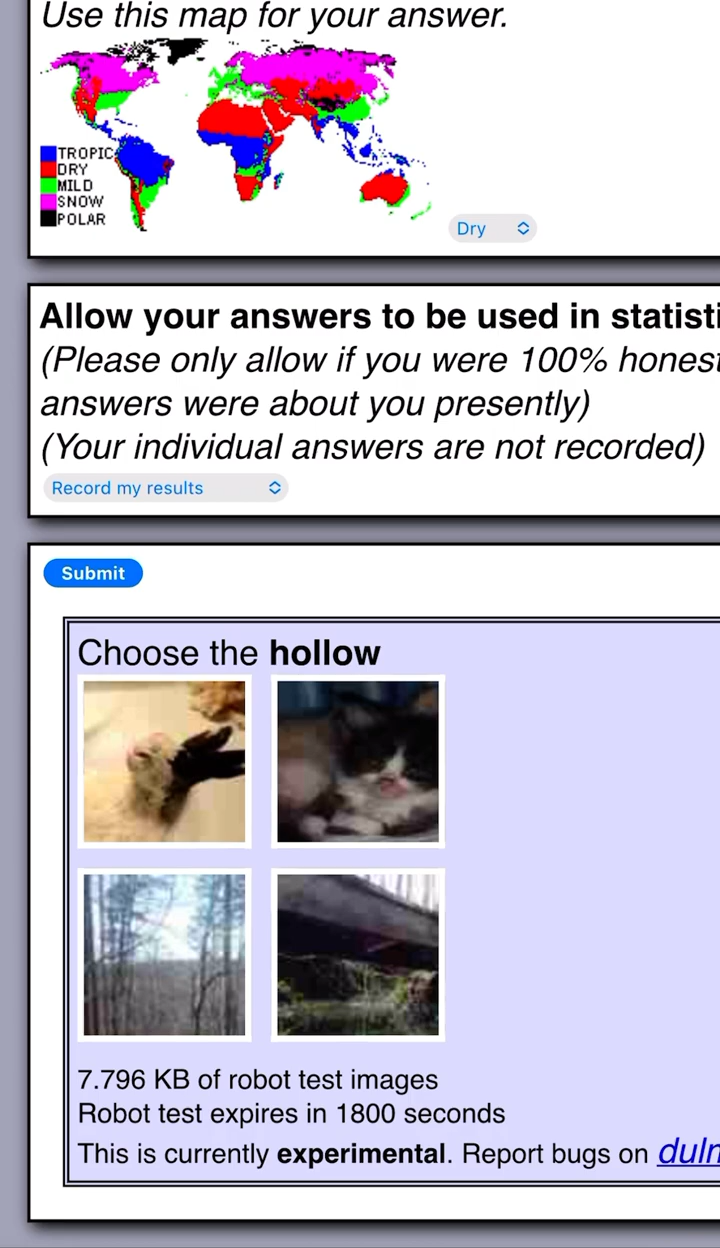 Use this map for your answer.
TROPIC
DRY
MILD
SNOW
POLAR
Dry
Allow your answers to be used in statisti
(Please only allow if you were 100% honest
answers were about you presently)
(Your individual answers are not recorded)
Record my results
Submit
Choose the hollow
7.796 KB of robot test images
Robot test expires in 1800 seconds
This is currently experimental. Report bugs on duln